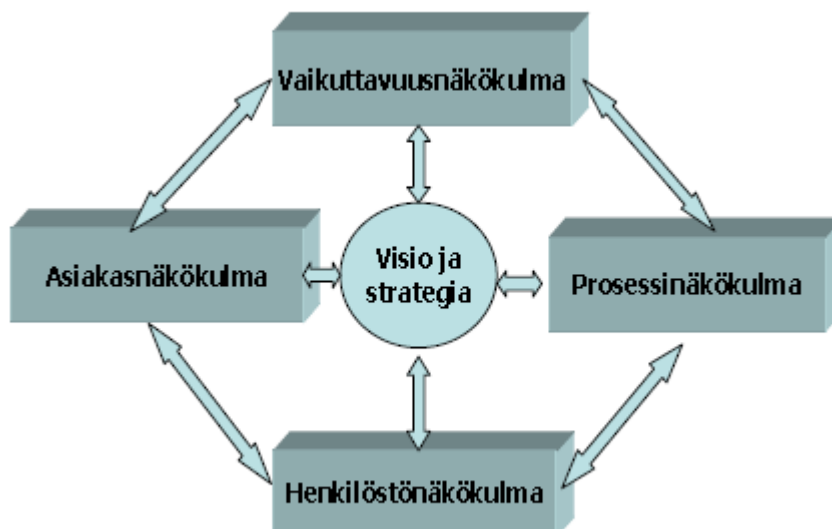 Vaikuttavuusnäkökulma
Asiakasnäkökulma
Visio ja
strategia
Prosessinäkökulma
Henkilöstönäkökulma